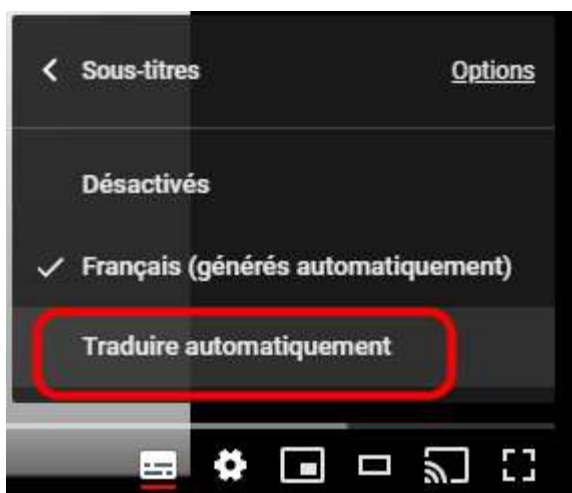 Sous-titres Options
Désactivés
Français (générés automatiquement)
Traduire automatiquement